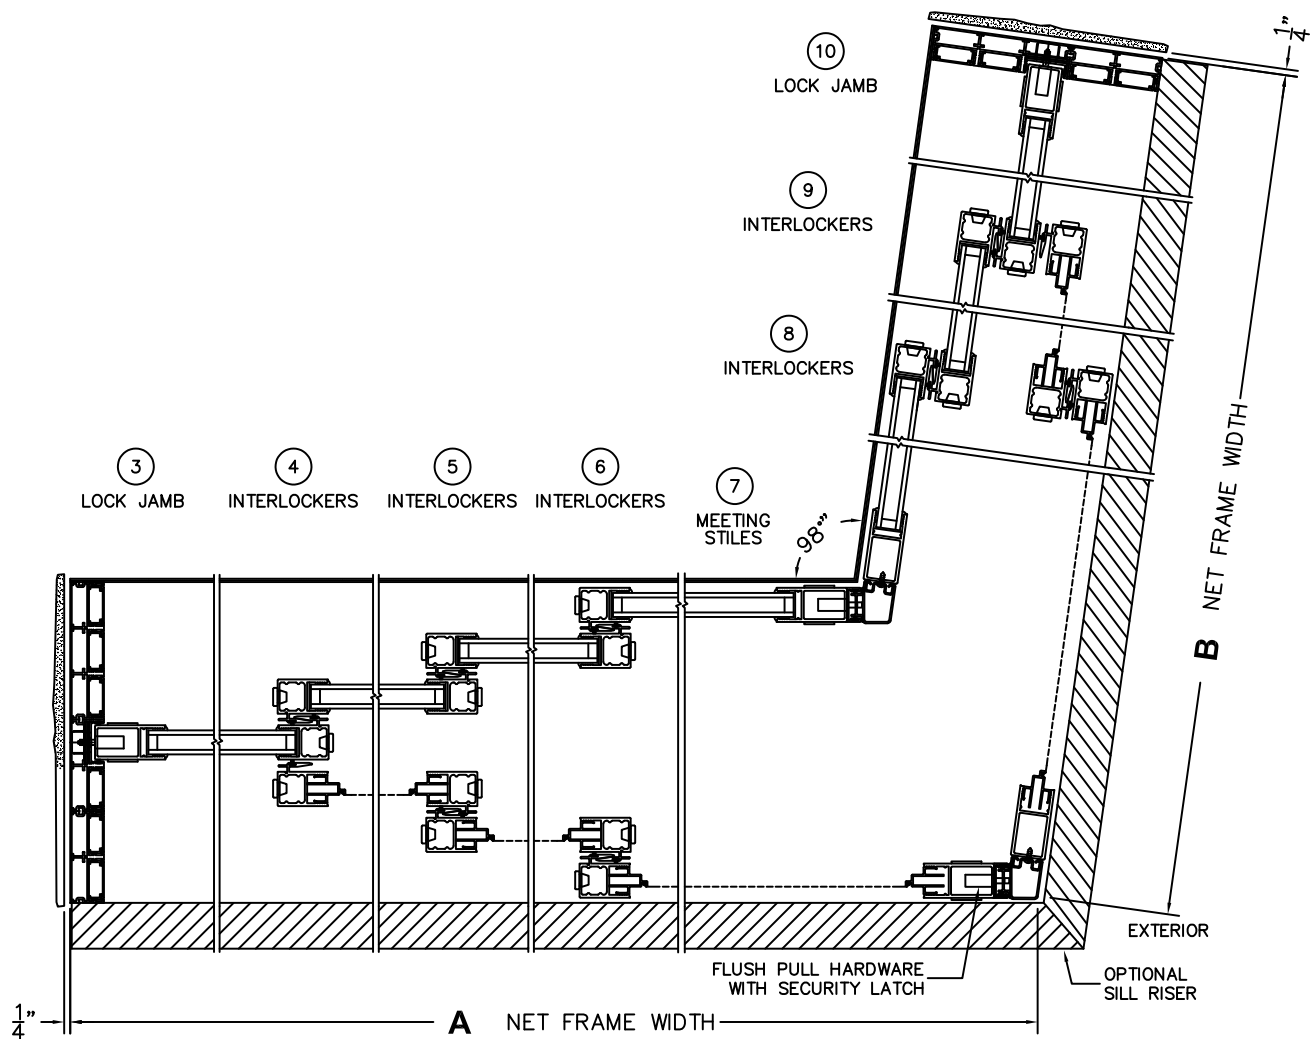 10
LOCK JAMB
1/4"
9
INTERLOCKERS
8
INTERLOCKERS
3
LOCK JAMB
4
INTERLOCKERS
5
INTERLOCKERS
6
INTERLOCKERS
7
MEETING
STILES
98°"
B NET FRAME WIDTH
EXTERIOR
FLUSH PULL HARDWARE
WITH SECURITY LATCH
OPTIONAL
SILL RISER
1/4"
A NET FRAME WIDTH